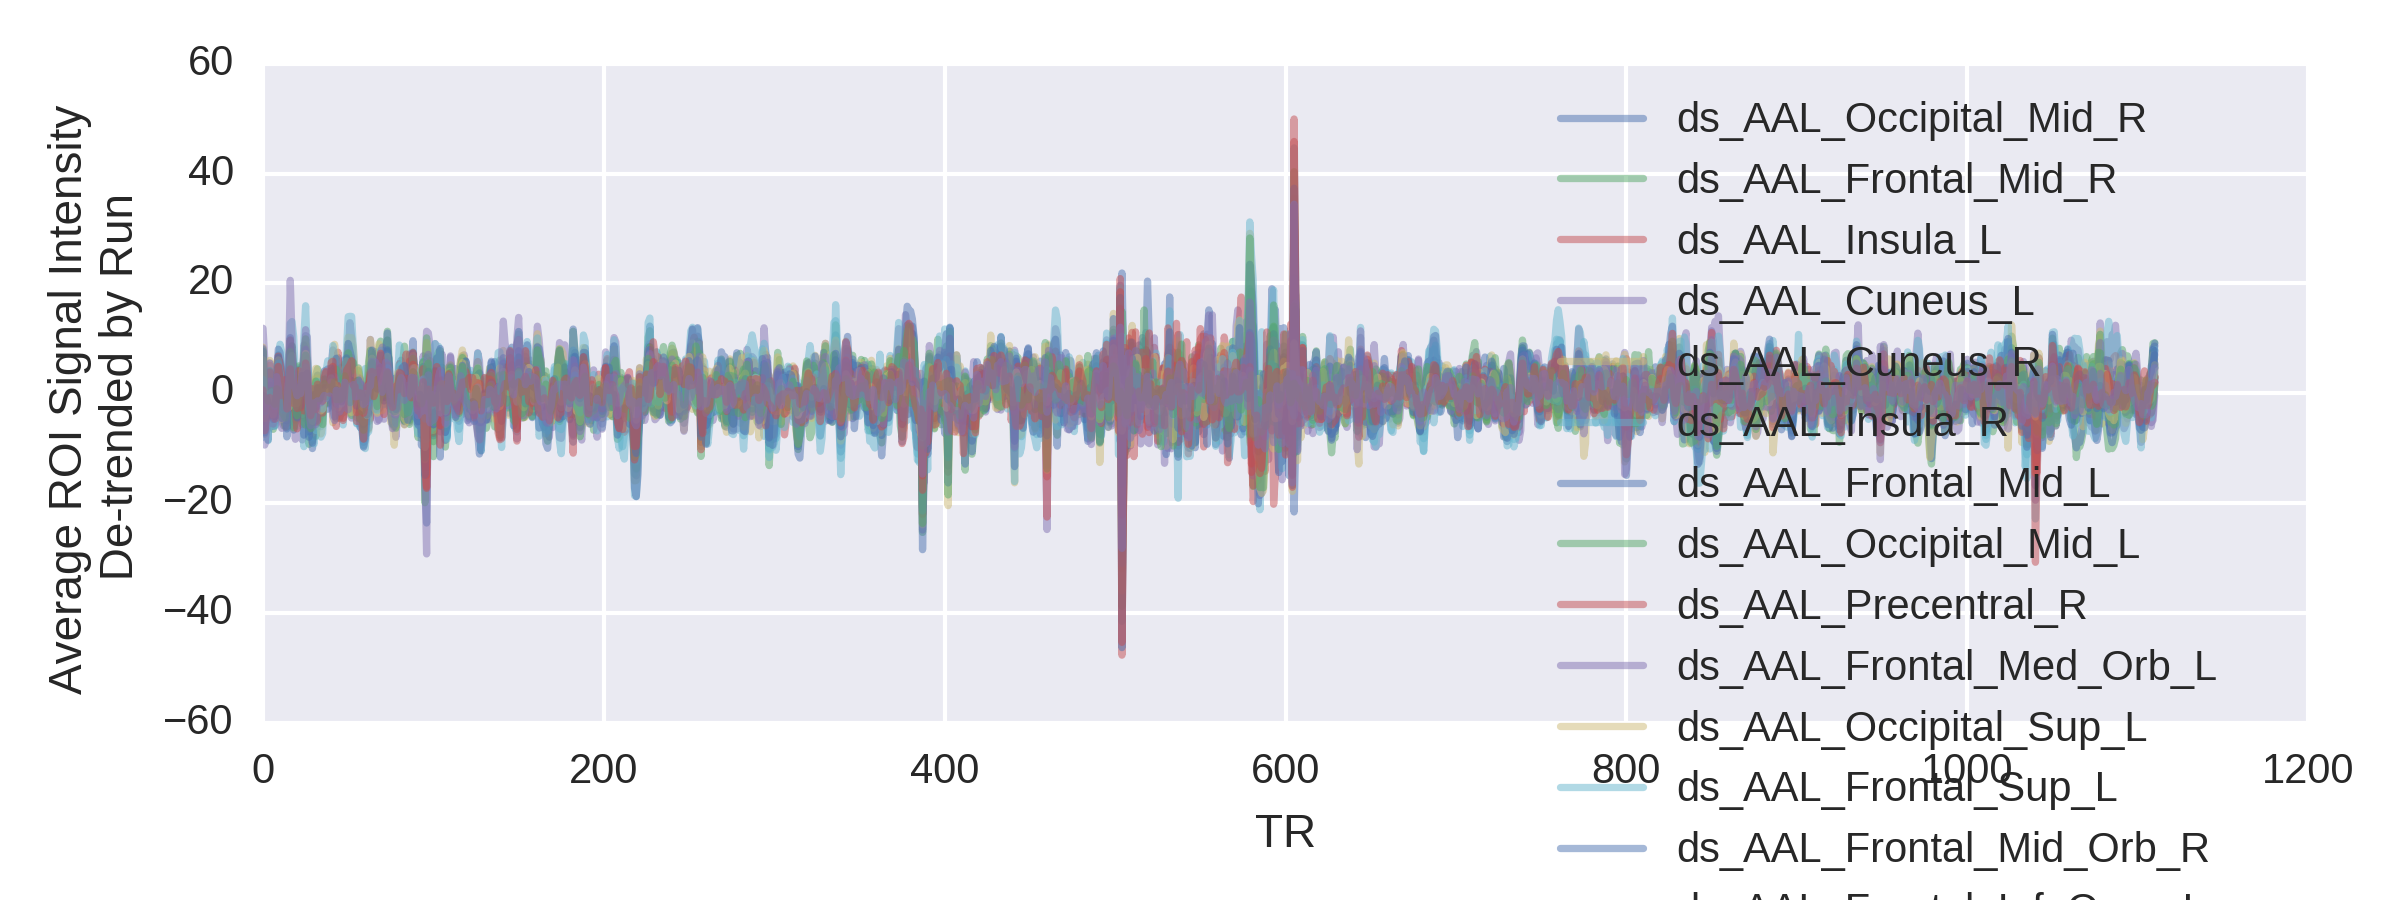 Average ROI Signal Intensity
De-trended by Run
60
40
20
0
−20
−40
−60
0
200
400
600
800
1000
1200
TR
ds_AAL_Occipital_Mid_R
ds_AAL_Frontal_Mid_R
ds_AAL_Insula_L
ds_AAL_Cuneus_L
ds_AAL_Cuneus_R
ds_AAL_Insula_R
ds_AAL_Frontal_Mid_L
ds_AAL_Occipital_Mid_L
ds_AAL_Precentral_R
ds_AAL_Frontal_Med_Orb_L
ds_AAL_Occipital_Sup_L
ds_AAL_Frontal_Sup_L
ds_AAL_Frontal_Mid_Orb_R